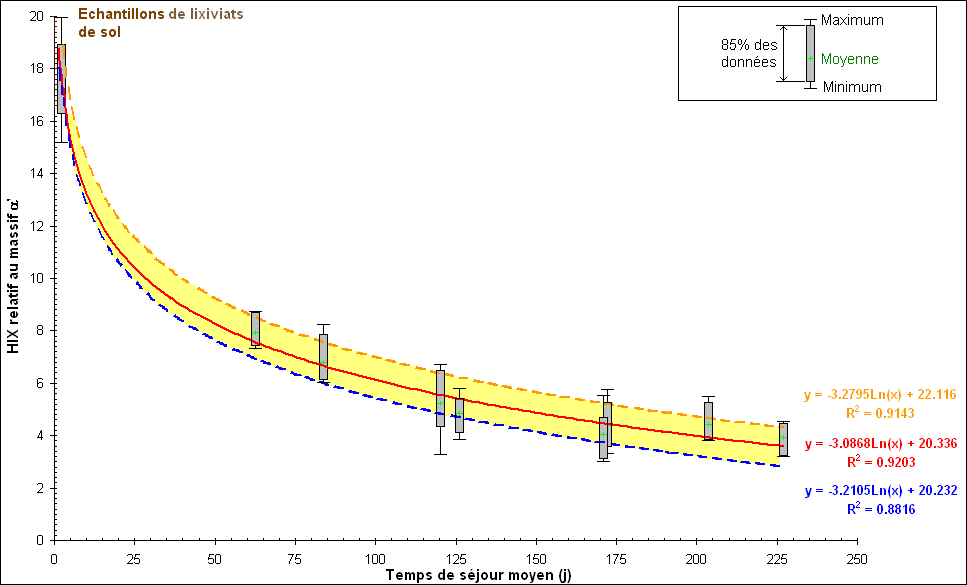 Echantillons de lixiviats
de sol
85% des
données
Maximum
Moyenne
Minimum
HIX relatif au massif α'
20
18
16
14
12
10
8
6
4
2
0
y = -3.2795Ln(x) + 22.116
R² = 0.9143
y = -3.0868Ln(x) + 20.336
R² = 0.9203
y = -3.2105Ln(x) + 20.232
R² = 0.8816
0 25 50 75 100 125 150 175 200 225 250
Temps de séjour moyen (j)